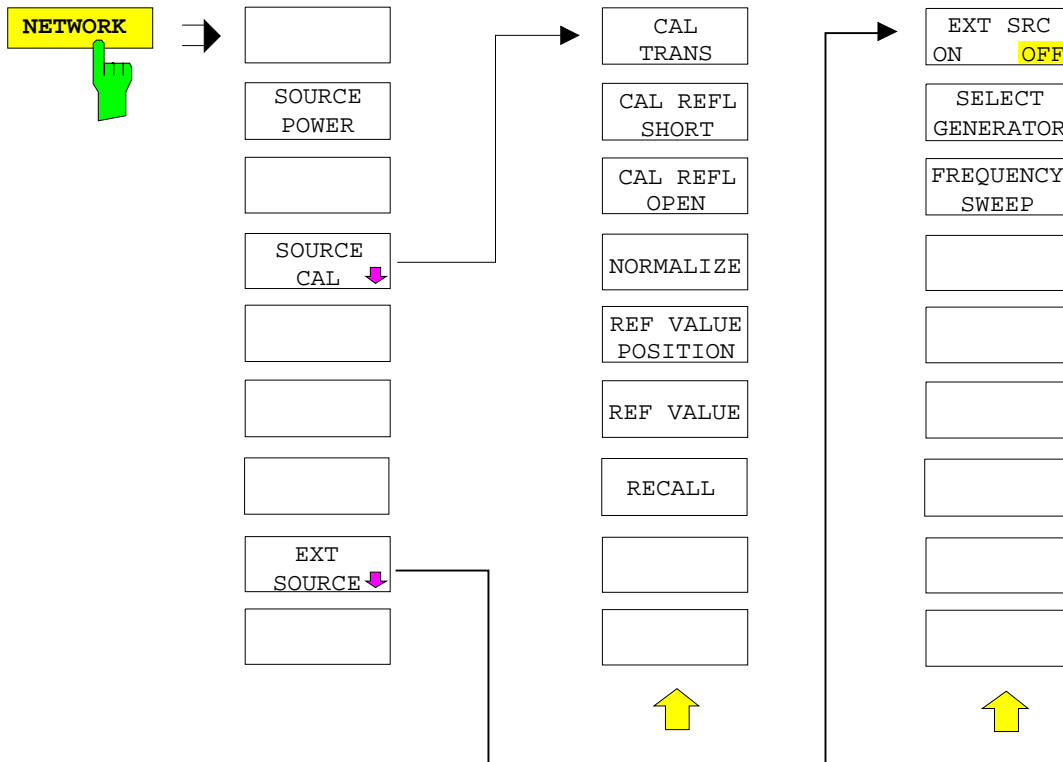 NETWORK
SOURCE
POWER
SOURCE
CAL
EXT
SOURCE
CAL
TRANS
CAL REFL
SHORT
CAL REFL
OPEN
NORMALIZE
REF VALUE
POSITION
REF VALUE
RECALL
EXT SRC
ON OFF
SELECT
GENERATOR
FREQUENCY
SWEEP